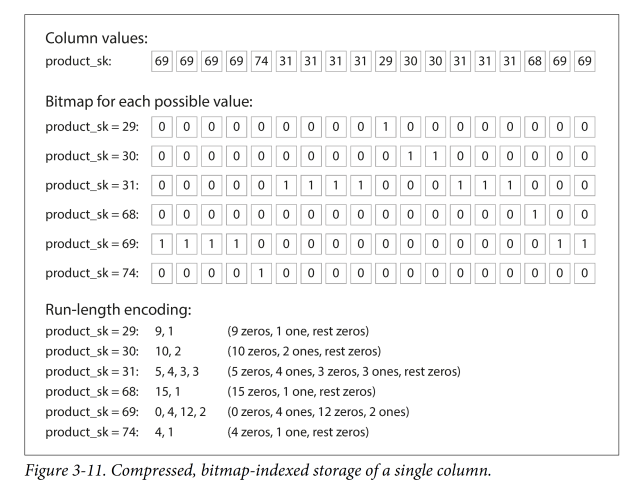 Column values:
product_sk: 69 69 69 69 74 31 31 31 31 29 30 30 31 31 31 68 69 69
Bitmap for each possible value:
product_sk = 29: 0 0 0 0 0 0 0 0 0 1 0 0 0 0 0 0 0 0
product_sk = 30: 0 0 0 0 0 0 0 0 0 0 1 1 0 0 0 0 0 0
product_sk = 31: 0 0 0 0 0 1 1 1 1 0 0 0 1 1 1 0 0 0
product_sk = 68: 0 0 0 0 0 0 0 0 0 0 0 0 0 0 0 1 0 0
product_sk = 69: 1 1 1 1 0 0 0 0 0 0 0 0 0 0 0 0 1 1
product_sk = 74: 0 0 0 0 1 0 0 0 0 0 0 0 0 0 0 0 0 0
Run-length encoding:
product_sk = 29: 9, 1 (9 zeros, 1 one, rest zeros)
product_sk = 30: 10, 2 (10 zeros, 2 ones, rest zeros)
product_sk = 31: 5, 4, 3, 3 (5 zeros, 4 ones, 3 zeros, 3 ones, rest zeros)
product_sk = 68: 15, 1 (15 zeros, 1 one, rest zeros)
product_sk = 69: 0, 4, 12, 2 (0 zeros, 4 ones, 12 zeros, 2 ones)
product_sk = 74: 4, 1 (4 zeros, 1 one, rest zeros)
Figure 3-11. Compressed, bitmap-indexed storage of a single column.